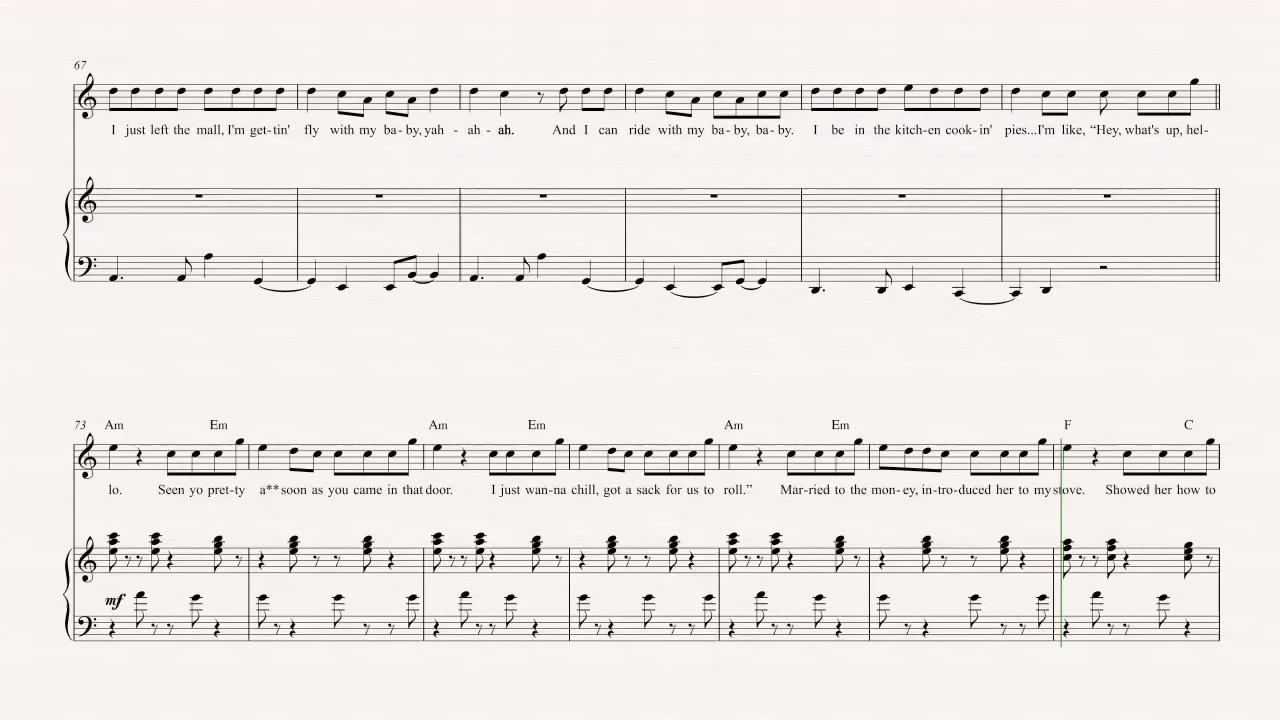 67
I just left the mall, I'm get-tin' fly with my ba-by, yah - ah - ah. And I can ride with my ba-by, ba-by. I be in the kitch-en cook-in' pies...I'm like, “Hey, what's up, hel-
73 Am Em Am Em Am Em F C
lo. Seen yo pret-ty a** soon as you came in that door. I just wan-na chill, got a sack for us to roll.” Mar-ried to the mon-ey, in-tro-duced her to my stove. Showed her how to
mf